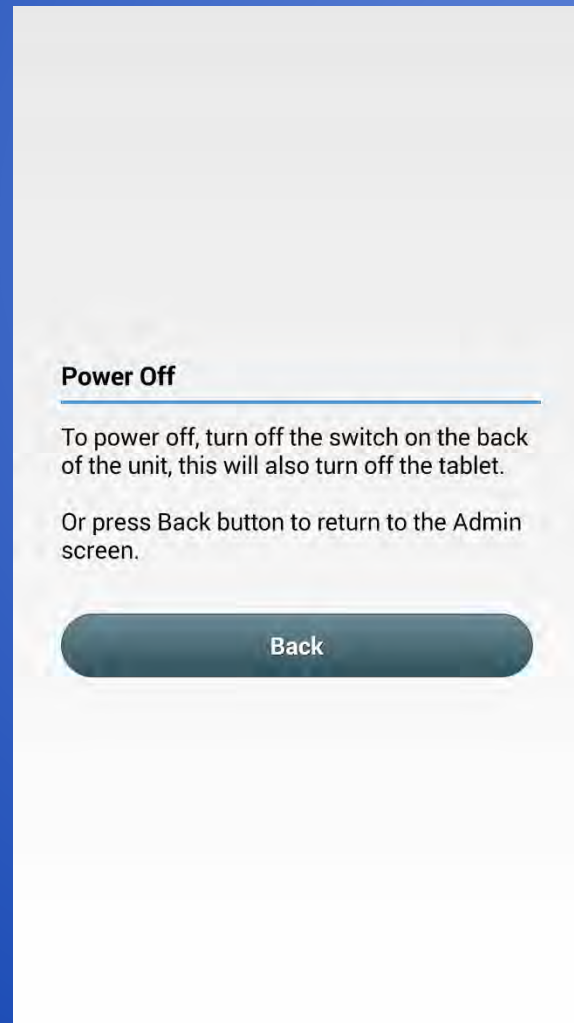 Power Off
To power off, turn off the switch on the back
of the unit, this will also turn off the tablet.
Or press Back button to return to the Admin
screen.
Back